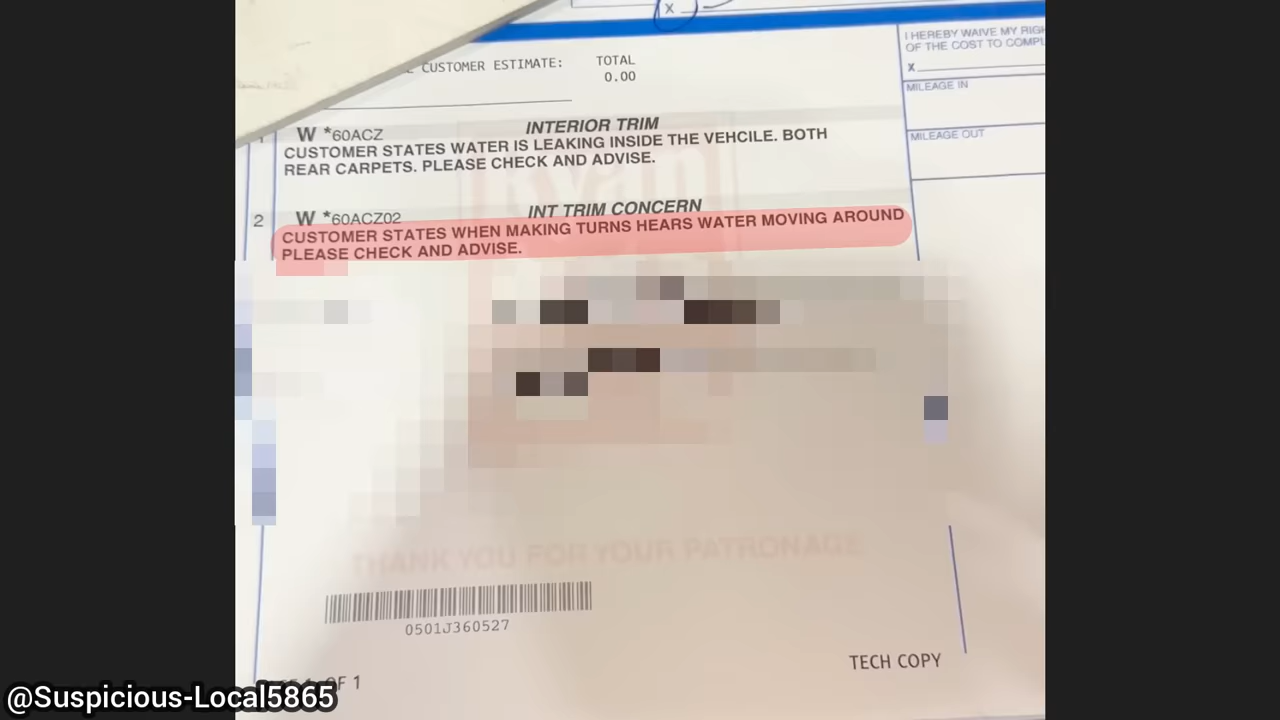 X
I HEREBY WAIVE MY RIGH
OF THE COST TO COMPL
X
CUSTOMER ESTIMATE: TOTAL
0.00
MILEAGE IN
MILEAGE OUT
1 W *60ACZ INTERIOR TRIM
CUSTOMER STATES WATER IS LEAKING INSIDE THE VEHCILE. BOTH
REAR CARPETS. PLEASE CHECK AND ADVISE.
2 W *60ACZ02 INT TRIM CONCERN
CUSTOMER STATES WHEN MAKING TURNS HEARS WATER MOVING AROUND
PLEASE CHECK AND ADVISE.
THANK YOU FOR YOUR PATRONAGE
0501J360527
TECH COPY
OF 1
@Suspicious-Local5865